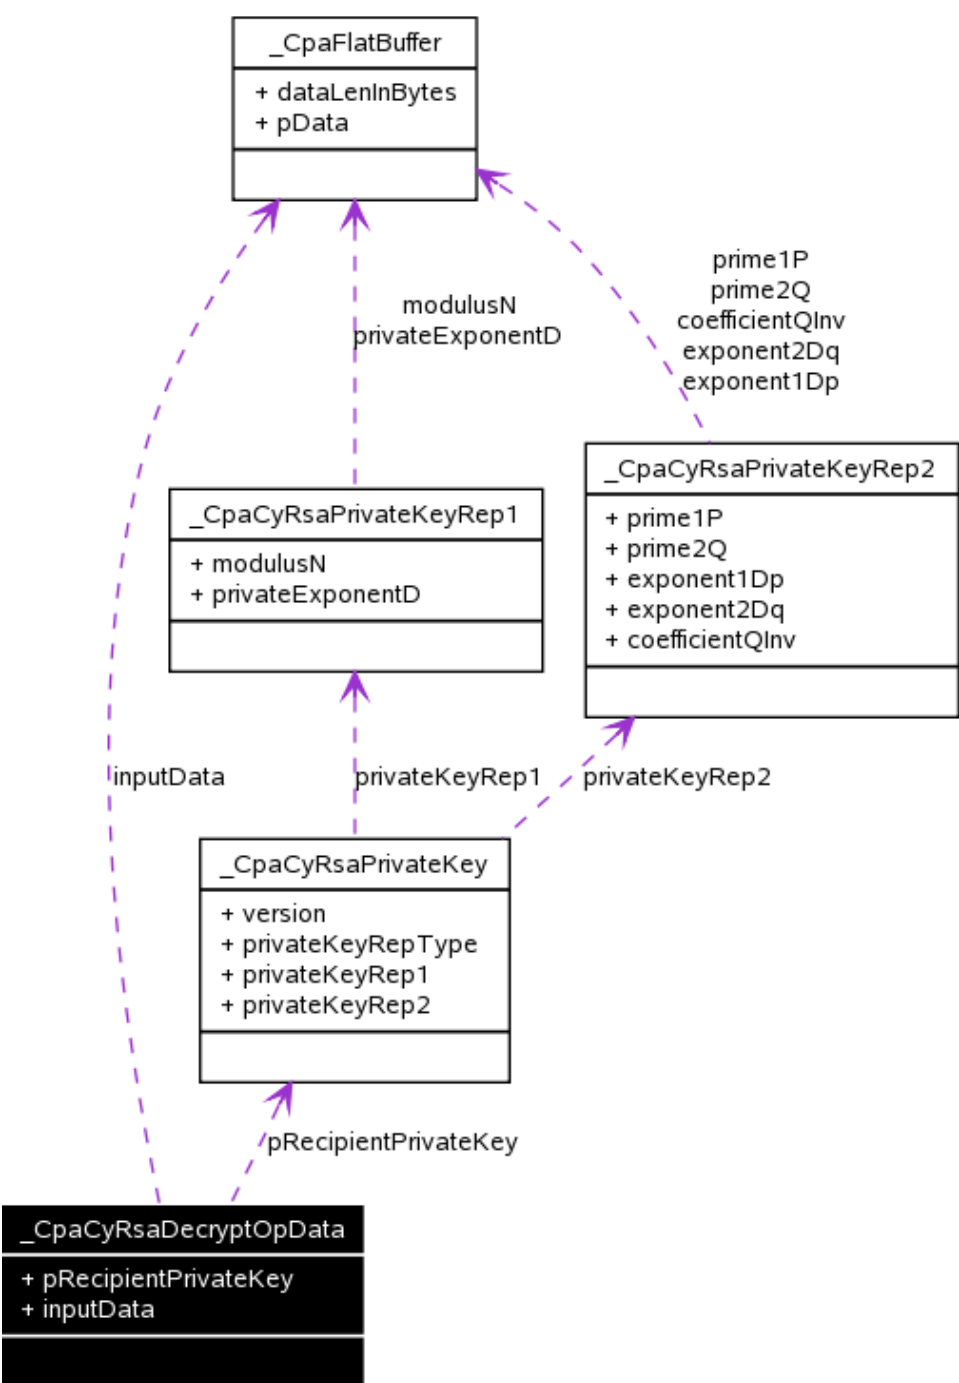 _CpaFlatBuffer
+ dataLenInBytes
+ pData
prime1P
prime2Q
coefficientQInv
exponent2Dq
exponent1Dp
modulusN
privateExponentD
_CpaCyRsaPrivateKeyRep2
+ prime1P
+ prime2Q
+ exponent1Dp
+ exponent2Dq
+ coefficientQInv
_CpaCyRsaPrivateKeyRep1
+ modulusN
+ privateExponentD
inputData
privateKeyRep1
privateKeyRep2
_CpaCyRsaPrivateKey
+ version
+ privateKeyRepType
+ privateKeyRep1
+ privateKeyRep2
pRecipientPrivateKey
_CpaCyRsaDecryptOpData
+ pRecipientPrivateKey
+ inputData